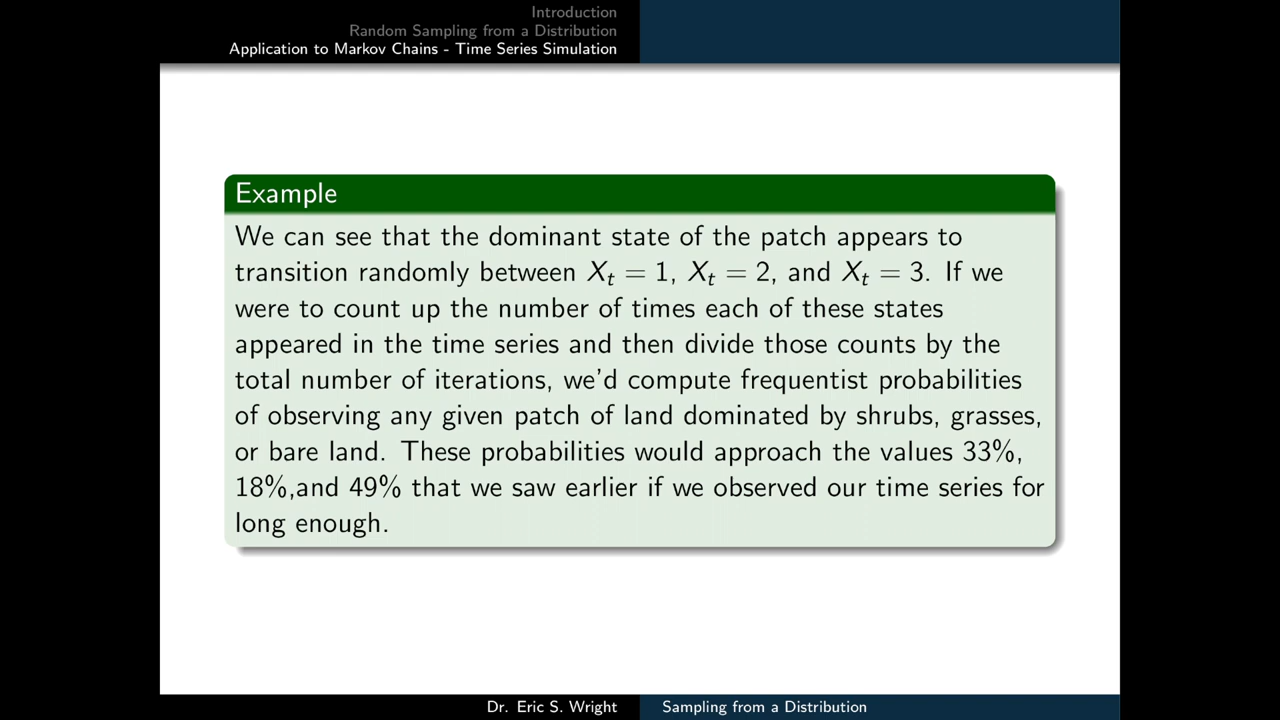 Introduction
Random Sampling from a Distribution
Application to Markov Chains - Time Series Simulation
Example
We can see that the dominant state of the patch appears to
transition randomly between Xt = 1, Xt = 2, and Xt = 3. If we
were to count up the number of times each of these states
appeared in the time series and then divide those counts by the
total number of iterations, we'd compute frequentist probabilities
of observing any given patch of land dominated by shrubs, grasses,
or bare land. These probabilities would approach the values 33%,
18%,and 49% that we saw earlier if we observed our time series for
long enough.
Dr. Eric S. Wright
Sampling from a Distribution